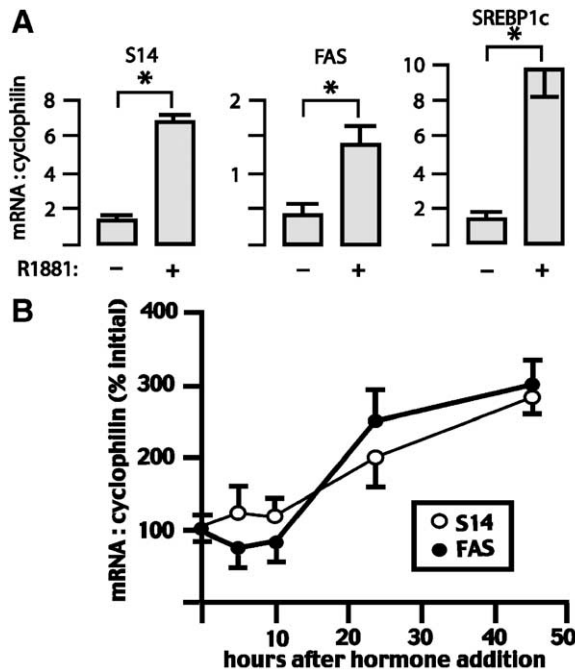 A
S14
FAS
SREBP1c
*
*
*
mRNA : cyclophilin
8
6
4
2
2
1
10
8
6
4
2
R1881:
–
+
–
+
–
+
B
mRNA : cyclophilin (% initial)
400
300
200
100
S14
FAS
10
20
30
40
50
hours after hormone addition